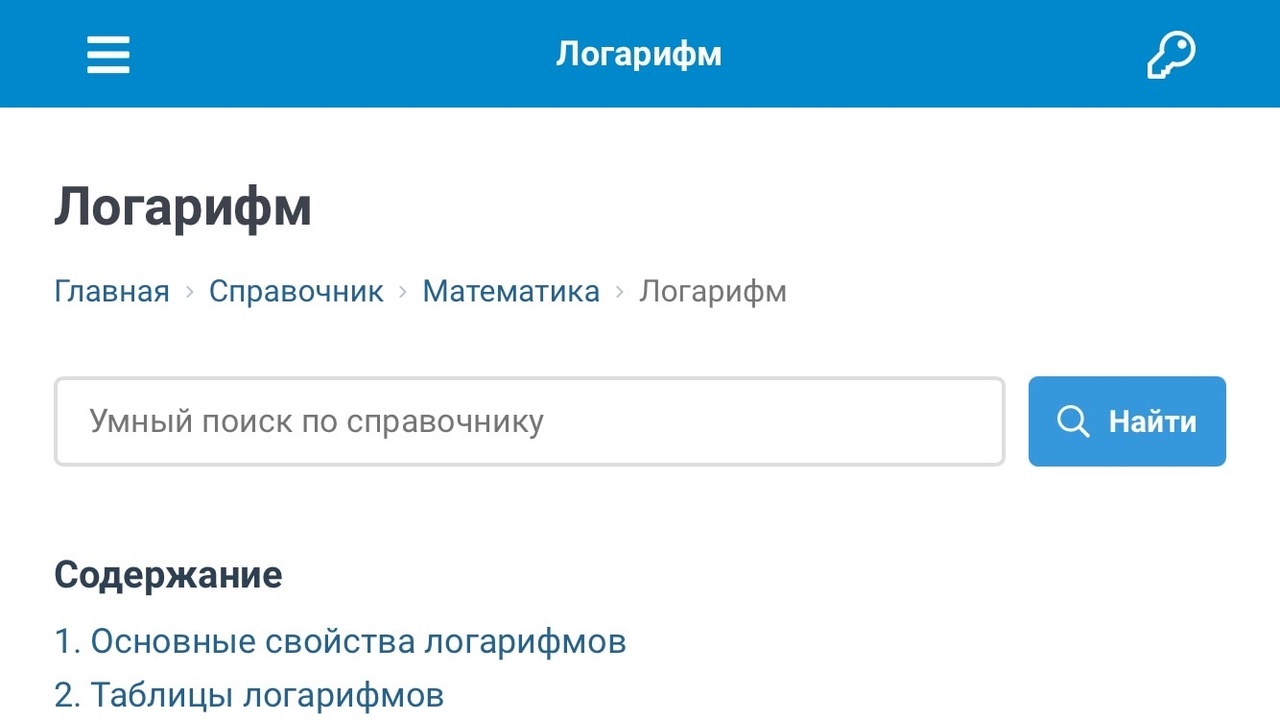 Логарифм
Логарифм
Главная › Справочник › Математика › Логарифм
Умный поиск по справочнику
Найти
Содержание
1. Основные свойства логарифмов
2. Таблицы логарифмов